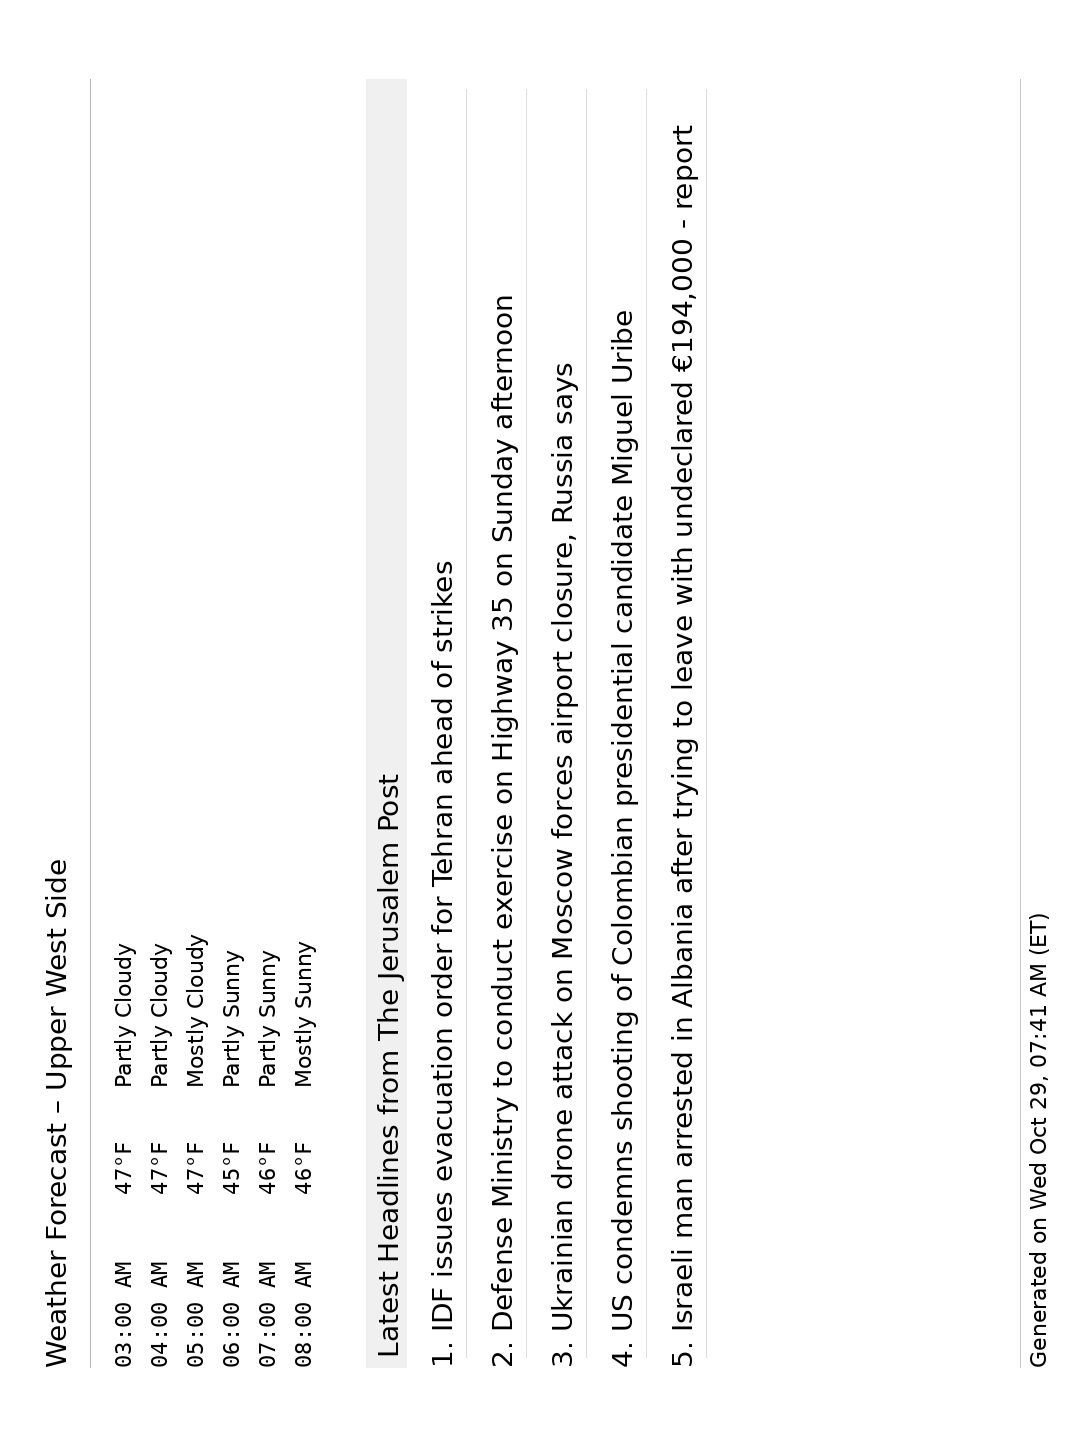 Weather Forecast – Upper West Side
03:00 AM 47°F Partly Cloudy
04:00 AM 47°F Partly Cloudy
05:00 AM 47°F Mostly Cloudy
06:00 AM 45°F Partly Sunny
07:00 AM 46°F Partly Sunny
08:00 AM 46°F Mostly Sunny
Latest Headlines from The Jerusalem Post
1. IDF issues evacuation order for Tehran ahead of strikes
2. Defense Ministry to conduct exercise on Highway 35 on Sunday afternoon
3. Ukrainian drone attack on Moscow forces airport closure, Russia says
4. US condemns shooting of Colombian presidential candidate Miguel Uribe
5. Israeli man arrested in Albania after trying to leave with undeclared €194,000 - report
Generated on Wed Oct 29, 07:41 AM (ET)